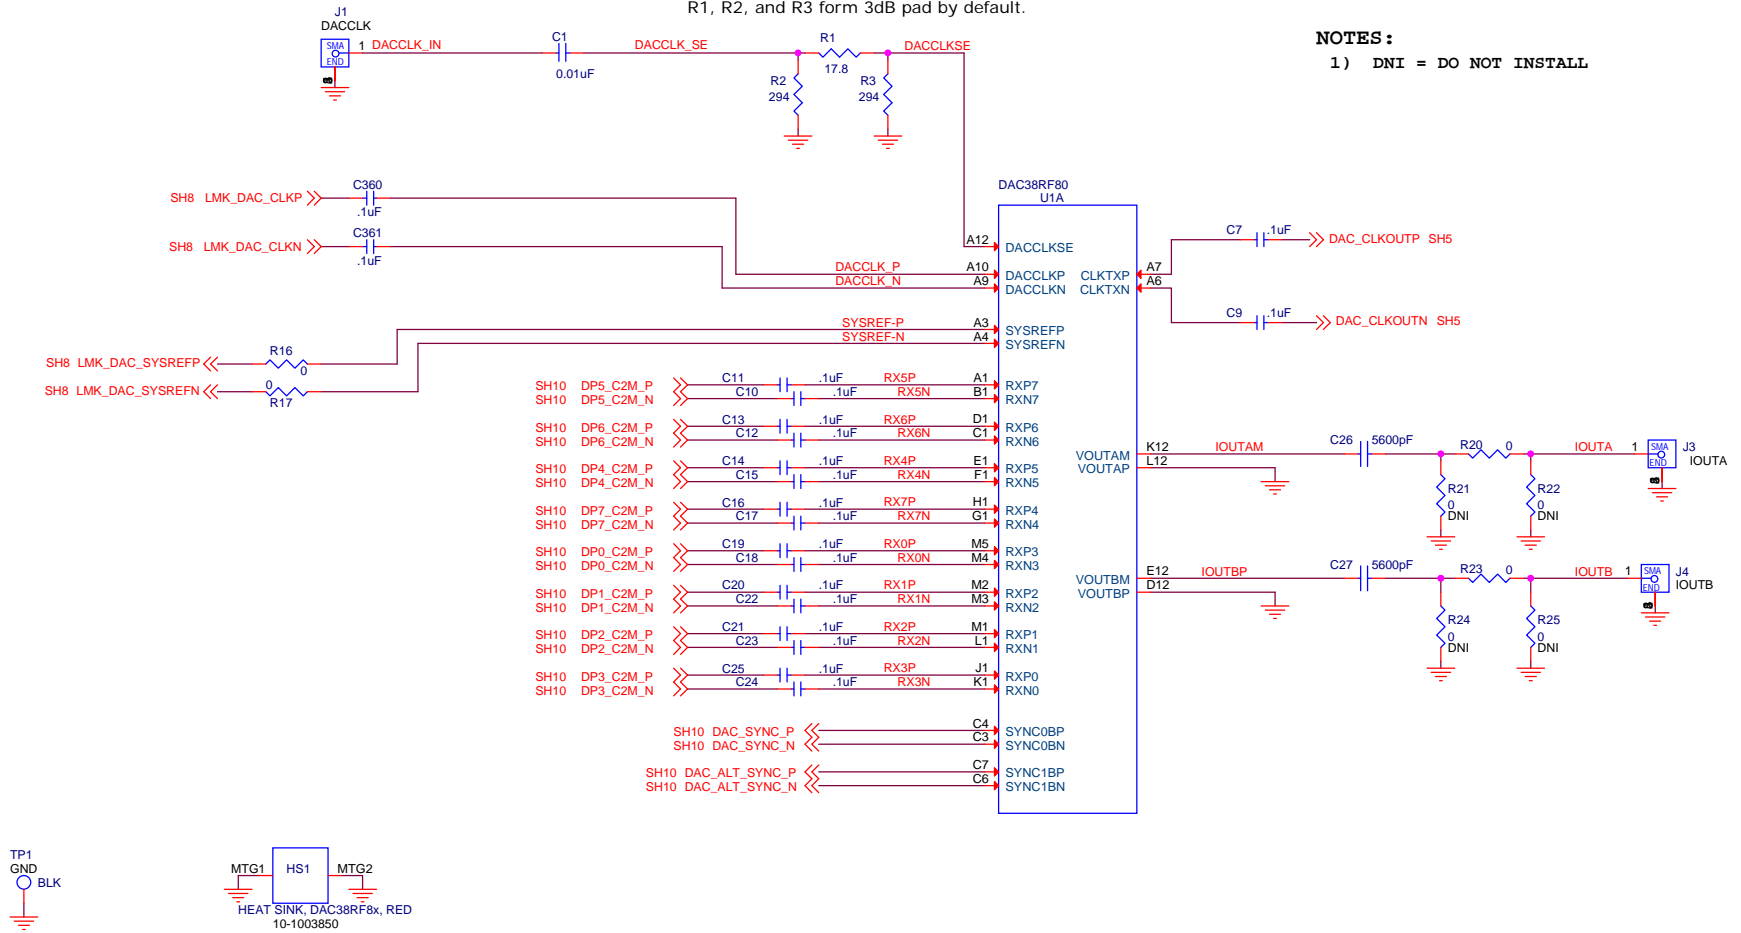 R1, R2, and R3 form 3dB pad by default.
NOTES:
1) DNI = DO NOT INSTALL
J1
DACCLK
SMA
END
1
DACCLK_IN
C1
0.01uF
DACCLK_SE
R1
17.8
DACCLKSE
R2
294
R3
294
SH8 LMK_DAC_CLKP
C360
.1uF
SH8 LMK_DAC_CLKN
C361
.1uF
DAC38RF80
U1A
A12 DACCLKSE
DACCLK_P A10 DACCLKP
DACCLK_N A9 DACCLKN
CLKTXP A7
CLKTXN A6
C7 .1uF DAC_CLKOUTP SH5
C9 .1uF DAC_CLKOUTN SH5
SYSREF-P A3 SYSREFP
SYSREF-N A4 SYSREFN
SH8 LMK_DAC_SYSREFP R16 0
SH8 LMK_DAC_SYSREFN 0 R17
SH10 DP5_C2M_P C11 .1uF RX5P A1 RXP7
SH10 DP5_C2M_N C10 .1uF RX5N B1 RXN7
SH10 DP6_C2M_P C13 .1uF RX6P D1 RXP6
SH10 DP6_C2M_N C12 .1uF RX6N C1 RXN6
SH10 DP4_C2M_P C14 .1uF RX4P E1 RXP5
SH10 DP4_C2M_N C15 .1uF RX4N F1 RXN5
SH10 DP7_C2M_P C16 .1uF RX7P H1 RXP4
SH10 DP7_C2M_N C17 .1uF RX7N G1 RXN4
SH10 DP0_C2M_P C19 .1uF RX0P M5 RXP3
SH10 DP0_C2M_N C18 .1uF RX0N M4 RXN3
SH10 DP1_C2M_P C20 .1uF RX1P M2 RXP2
SH10 DP1_C2M_N C22 .1uF RX1N M3 RXN2
SH10 DP2_C2M_P C21 .1uF RX2P M1 RXP1
SH10 DP2_C2M_N C23 .1uF RX2N L1 RXN1
SH10 DP3_C2M_P C25 .1uF RX3P J1 RXP0
SH10 DP3_C2M_N C24 .1uF RX3N K1 RXN0
SH10 DAC_SYNC_P C4 SYNC0BP
SH10 DAC_SYNC_N C3 SYNC0BN
SH10 DAC_ALT_SYNC_P C7 SYNC1BP
SH10 DAC_ALT_SYNC_N C6 SYNC1BN
VOUTAM K12 IOUTAM C26 5600pF R20 0 IOUTA 1 SMA END J3 IOUTA
VOUTAP L12
R21
0
DNI
R22
0
DNI
VOUTBM E12 IOUTBP C27 5600pF R23 0 IOUTB 1 SMA END J4 IOUTB
VOUTBP D12
R24
0
DNI
R25
0
DNI
TP1
GND
BLK
MTG1 HS1 MTG2
HEAT SINK, DAC38RF8x, RED
10-1003850